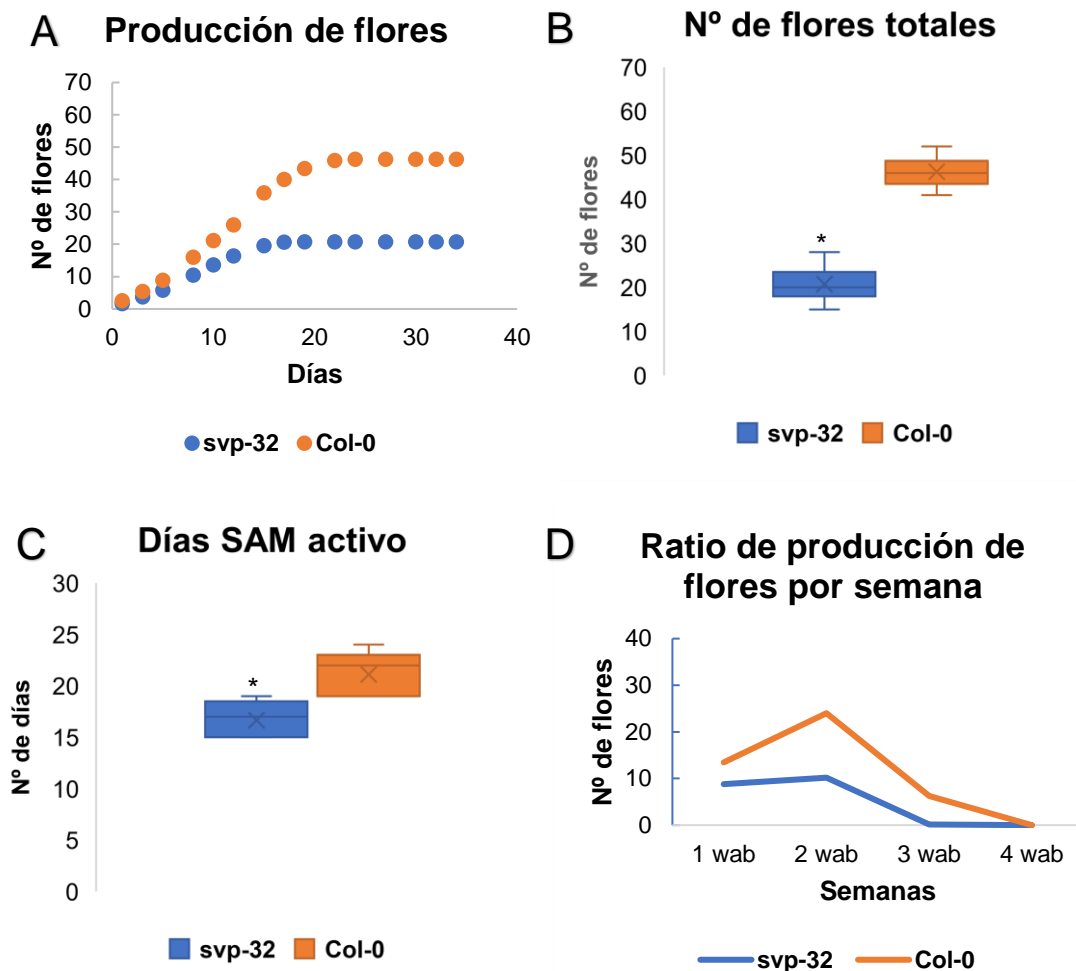 A
Producción de flores
Nº de flores
70
60
50
40
30
20
10
0
0 10 20 30 40
Días
svp-32 Col-0
B
Nº de flores totales
Nº de flores
70
60
50
40
30
20
10
0
*
svp-32 Col-0
C
Días SAM activo
Nº de días
30
25
20
15
10
5
0
*
svp-32 Col-0
D
Ratio de producción de
flores por semana
Nº de flores
40
30
20
10
0
1 wab 2 wab 3 wab 4 wab
Semanas
svp-32 Col-0